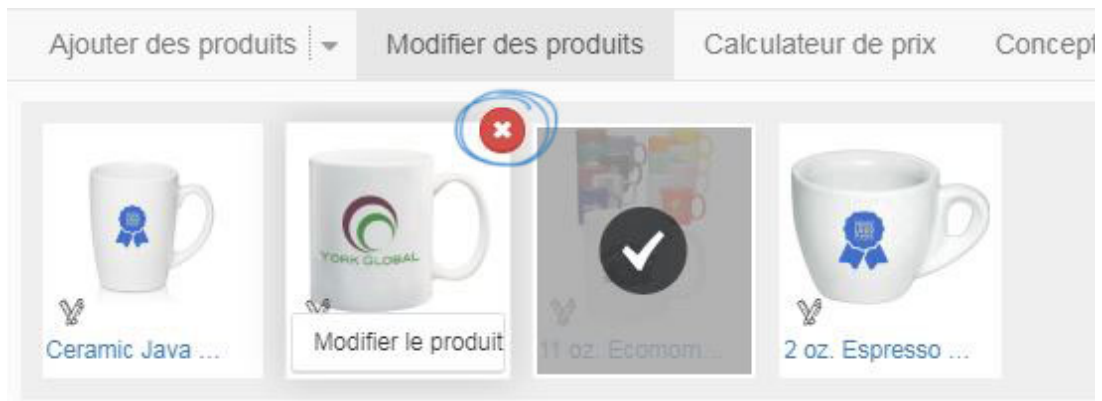 Ajouter des produits
Modifier des produits
Calculateur de prix
Concept
YORK GLOBAL
Modifier le produit
Ceramic Java ...
11 oz. Ecomom...
2 oz. Espresso ...